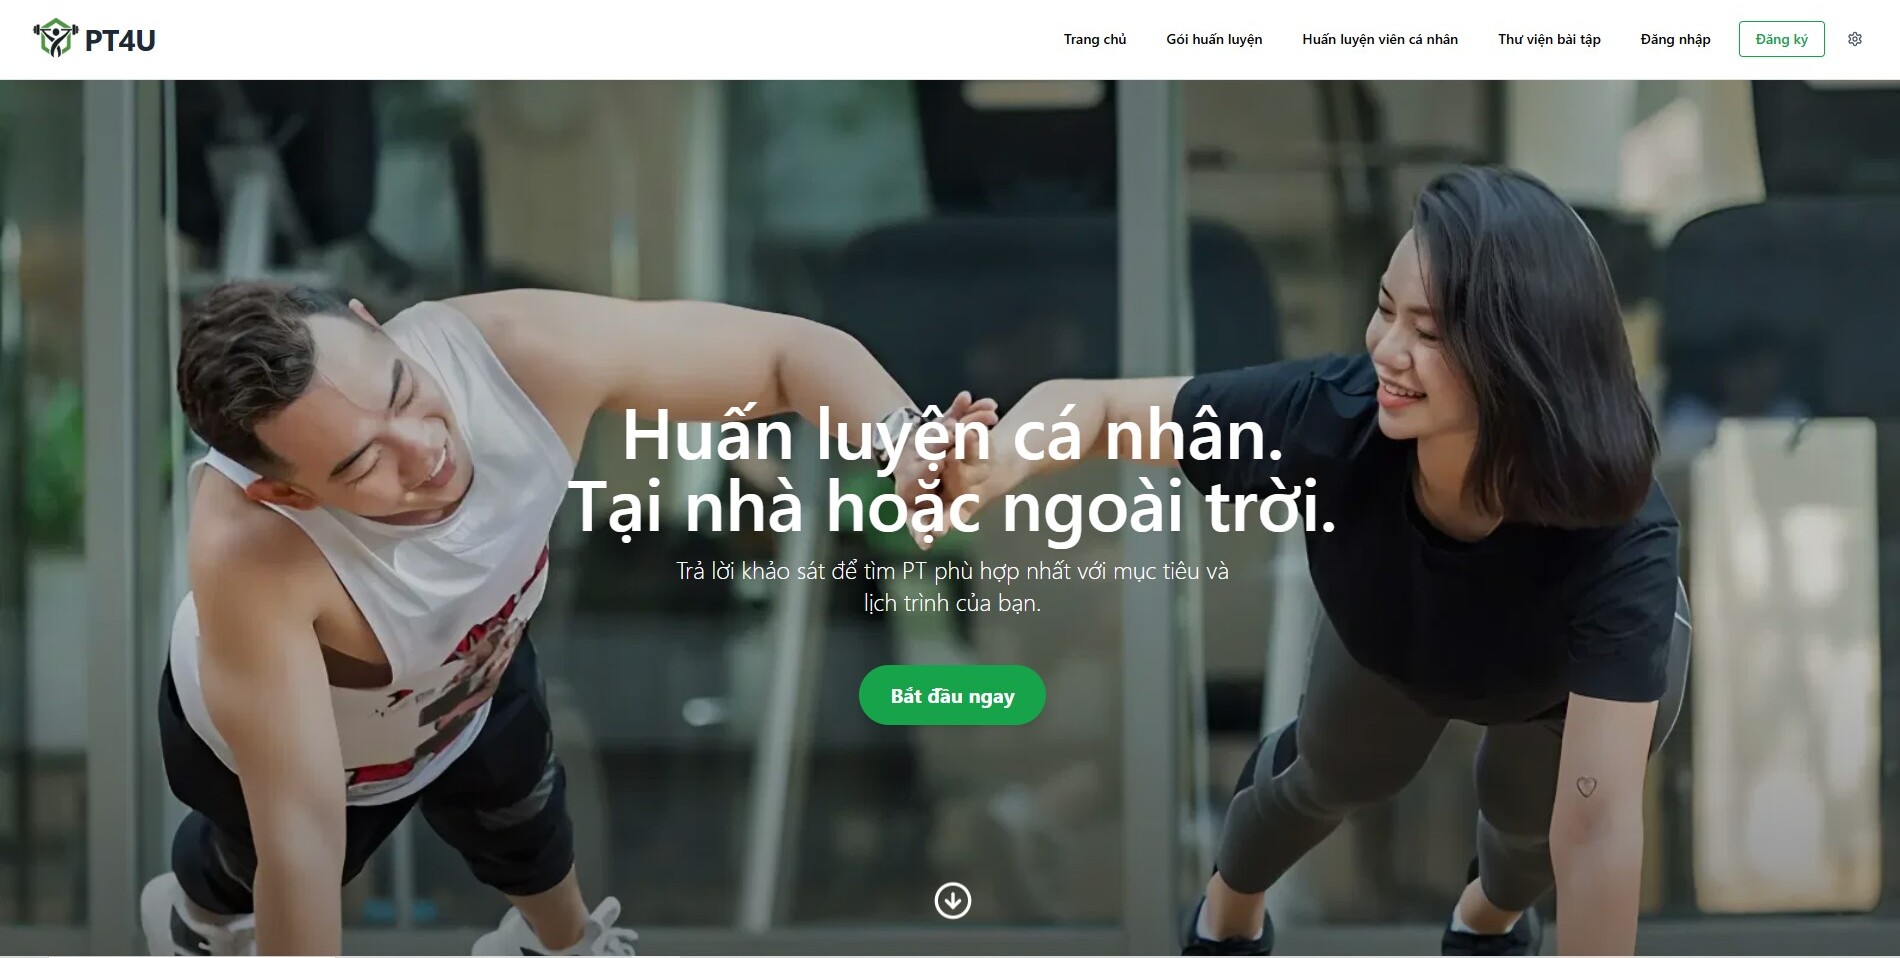 PT4U
Trang chủ
Gói huấn luyện
Huấn luyện viên cá nhân
Thư viện bài tập
Đăng nhập
Đăng ký
Huấn luyện cá nhân.
Tại nhà hoặc ngoài trời.
Trả lời khảo sát để tìm PT phù hợp nhất với mục tiêu và
lịch trình của bạn.
Bắt đầu ngay